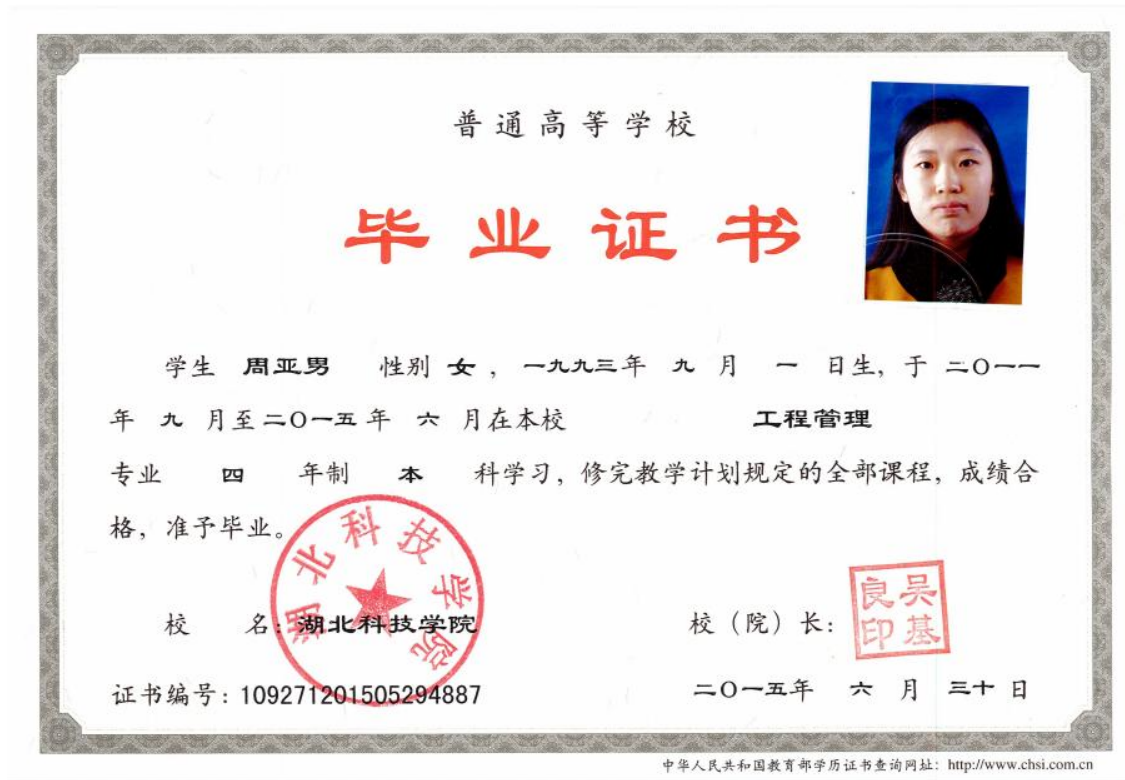 普通高等学校
毕业证书
学生 周亚男 性别 女 ，一九九三年 九 月 一 日生，于 二〇一一
年 九 月至二〇一五年 六 月在本校 工程管理
专业 四 年制 本 科学习，修完教学计划规定的全部课程，成绩合
格，准予毕业。
湖北科技学院
校 名：湖北科技学院
校（院）长：
吴基良印
证书编号：109271201505294887
二〇一五年 六 月 三十 日
中华人民共和国教育部学历证书查询网址：http://www.chsi.com.cn